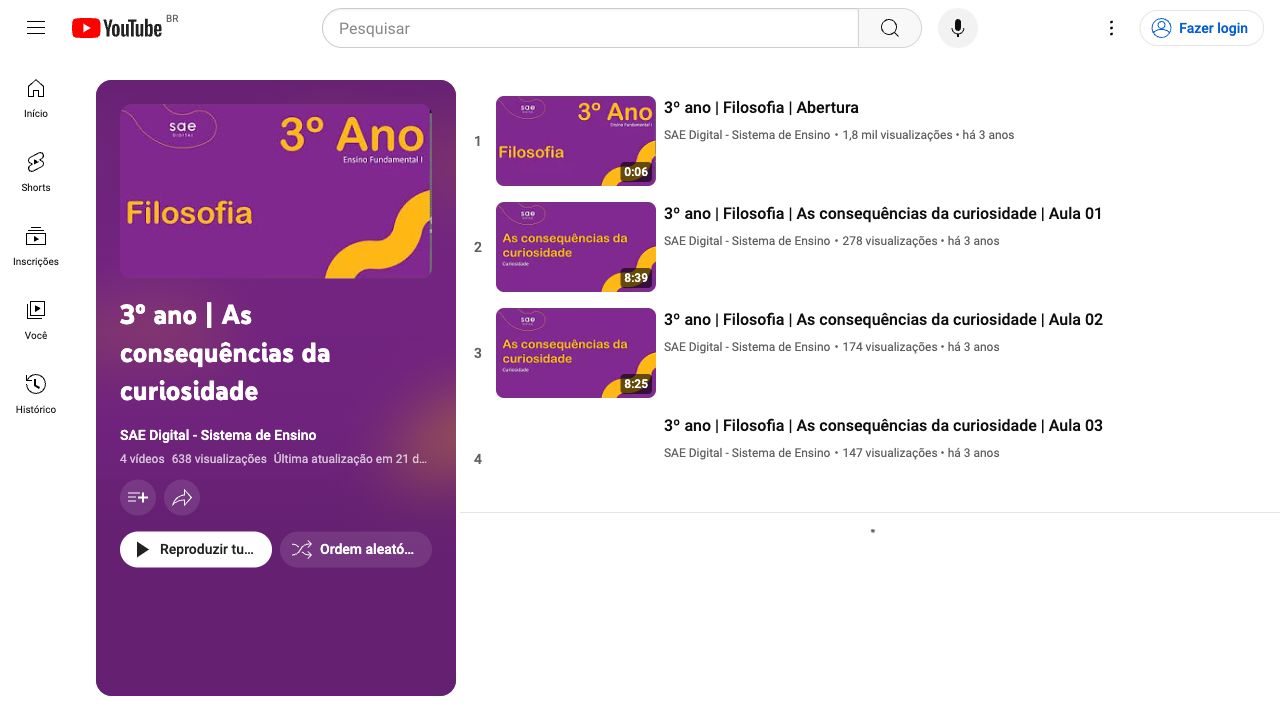 YouTube BR
Pesquisar
Fazer login
Início
Shorts
Inscrições
Você
Histórico
sae
3º Ano
Ensino Fundamental I
Filosofia
3º ano | As
consequências da
curiosidade
SAE Digital - Sistema de Ensino
4 vídeos 638 visualizações Última atualização em 21 d...
Reproduzir tu...
Ordem aleató...
1
sae
3º Ano
Ensino Fundamental I
Filosofia
0:06
3º ano | Filosofia | Abertura
SAE Digital - Sistema de Ensino • 1,8 mil visualizações • há 3 anos
2
sae
As consequências da
curiosidade
Curiosidade
8:39
3º ano | Filosofia | As consequências da curiosidade | Aula 01
SAE Digital - Sistema de Ensino • 278 visualizações • há 3 anos
3
sae
As consequências da
curiosidade
Curiosidade
8:25
3º ano | Filosofia | As consequências da curiosidade | Aula 02
SAE Digital - Sistema de Ensino • 174 visualizações • há 3 anos
4
3º ano | Filosofia | As consequências da curiosidade | Aula 03
SAE Digital - Sistema de Ensino • 147 visualizações • há 3 anos